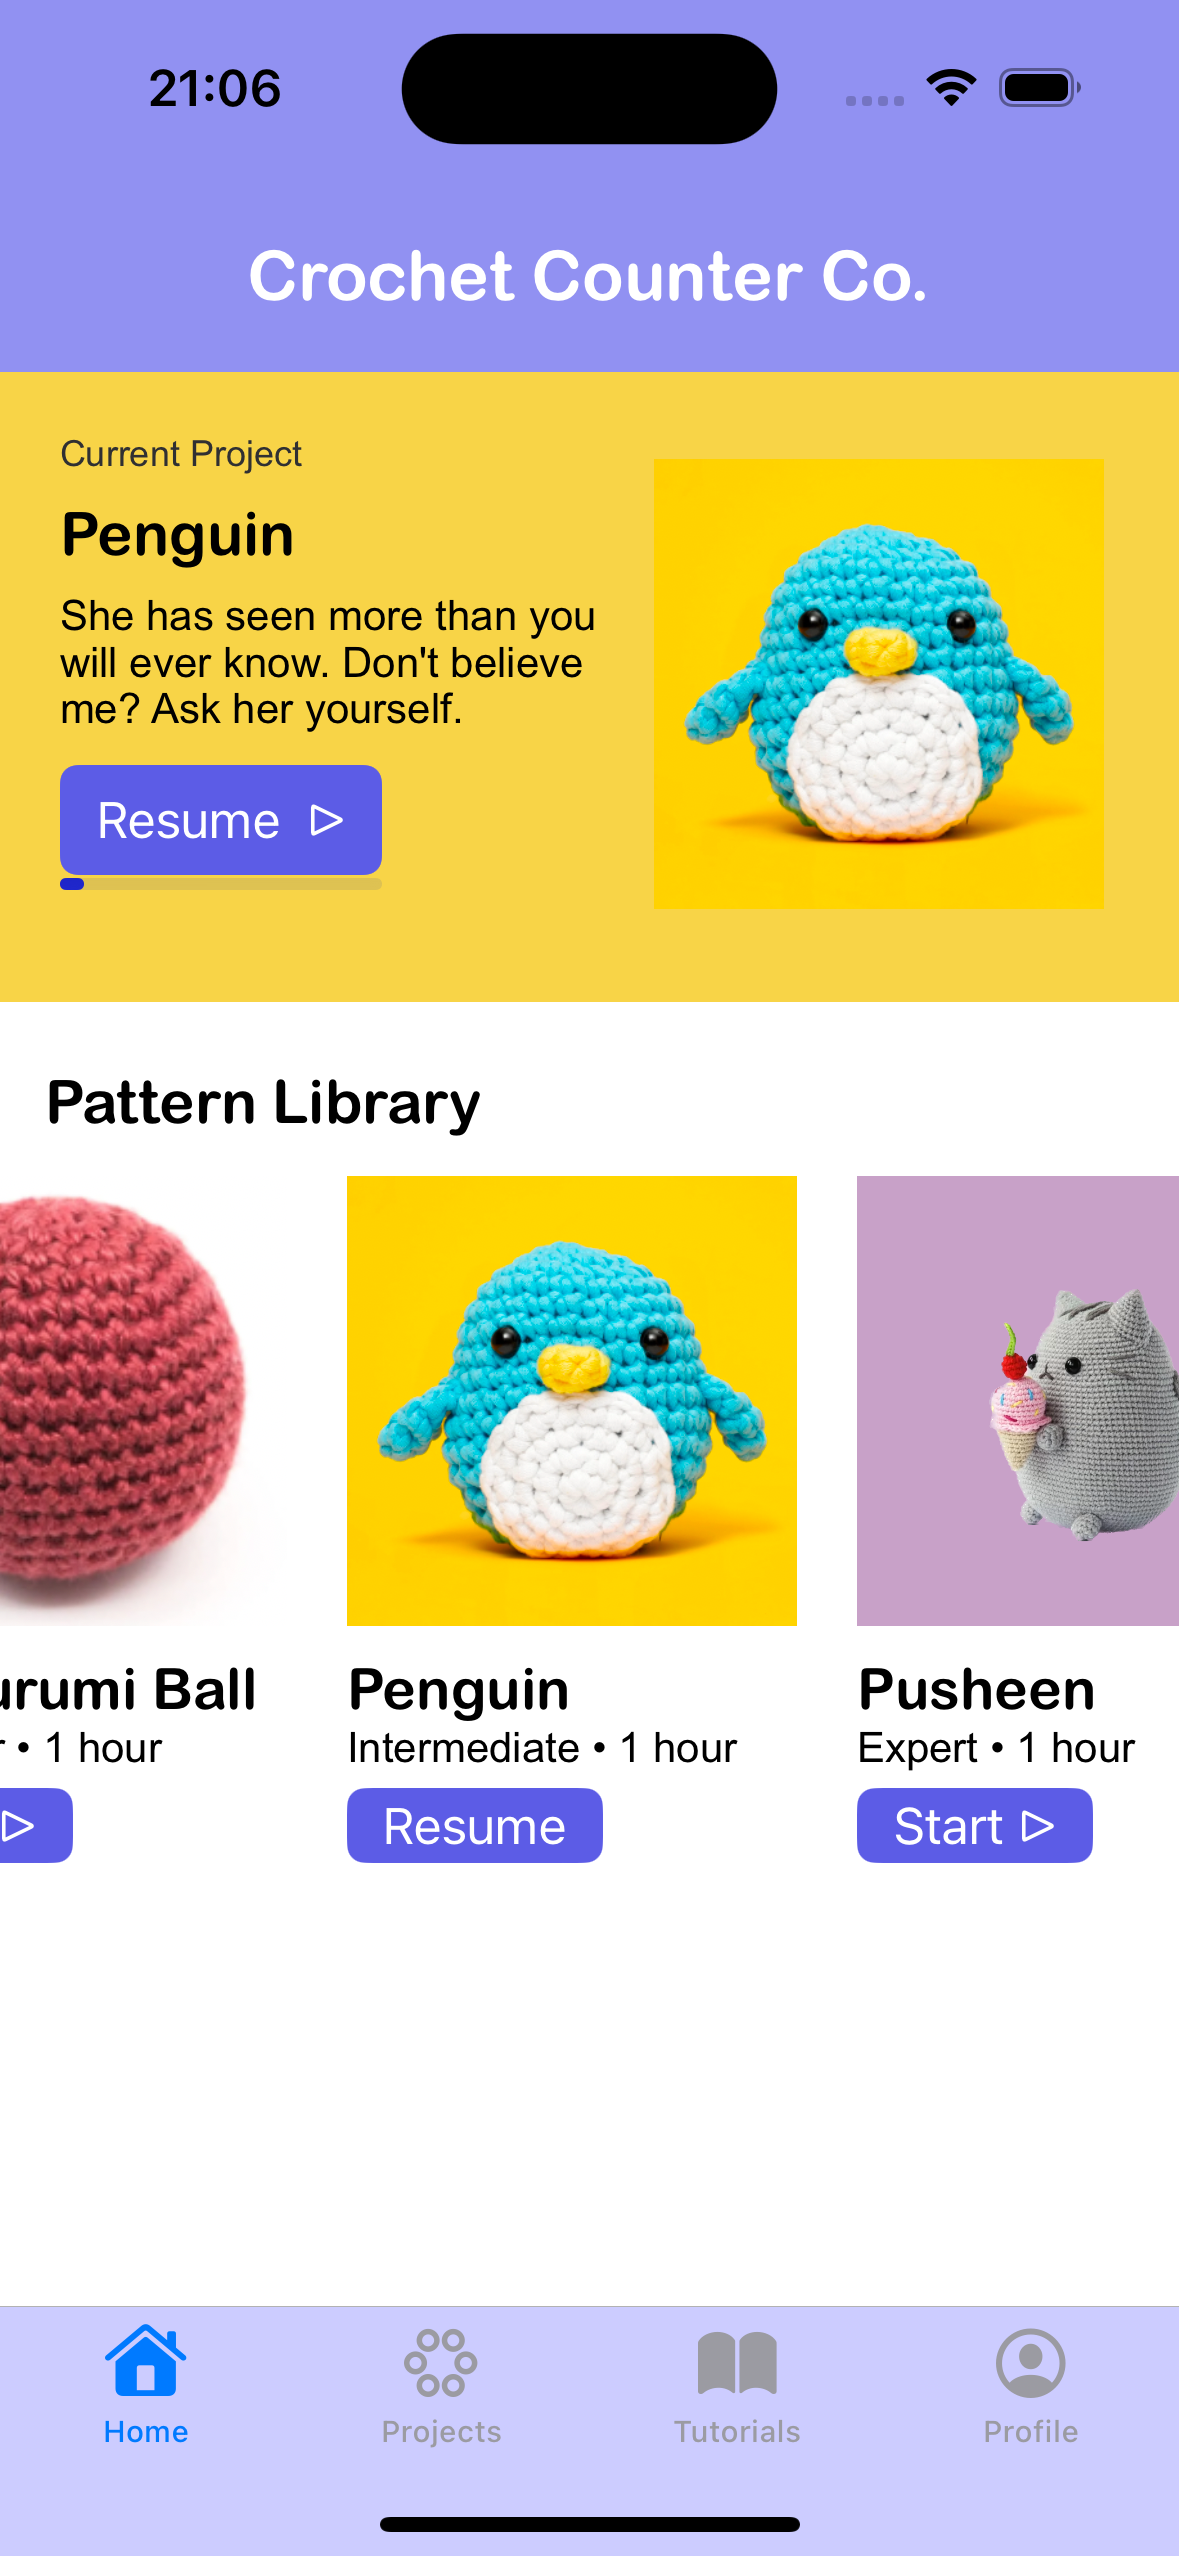 21:06
Crochet Counter Co.
Current Project
Penguin
She has seen more than you
will ever know. Don't believe
me? Ask her yourself.
Resume
Pattern Library
urumi Ball
r • 1 hour
Penguin
Intermediate • 1 hour
Resume
Pusheen
Expert • 1 hour
Start
Home
Projects
Tutorials
Profile